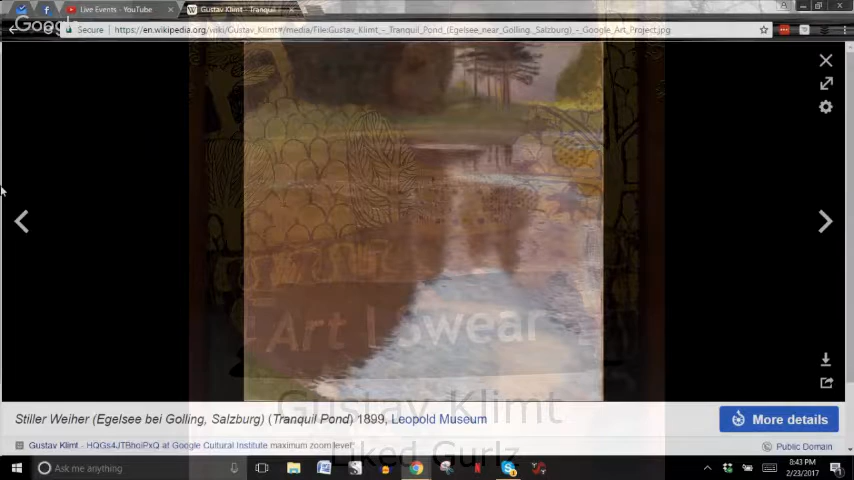 Live Events - YouTube
Gustav Klimt - Tranquil
Google
Secure https://en.wikipedia.org/wiki/Gustav_Klimt#/media/File:Gustav_Klimt_-_Tranquil_Pond_(Egelsee_near_Golling,_Salzburg)_-_Google_Art_Project.jpg
Art I Swear
Stiller Weiher (Egelsee bei Golling, Salzburg) (Tranquil Pond) 1899, Leopold Museum
More details
Gustav Klimt
Gustav Klimt - HQGs4JTBhoiPxQ at Google Cultural Institute maximum zoom level
Public Domain
Liked Gurlz
Ask me anything
8:43 PM
2/23/2017